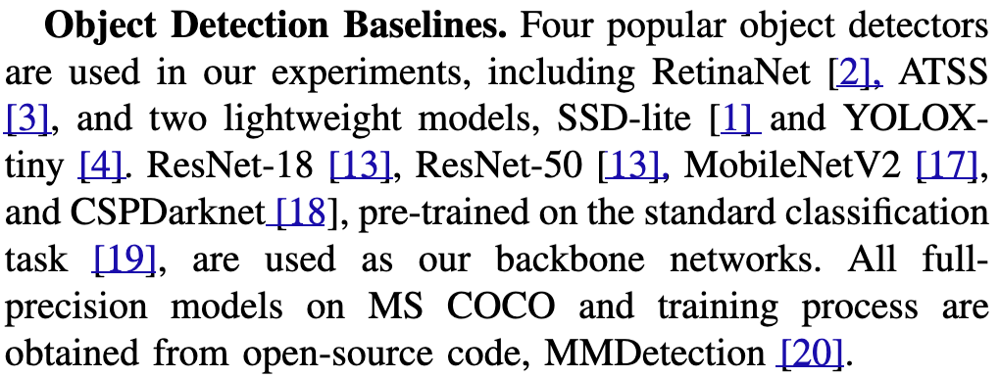 Object Detection Baselines. Four popular object detectors
are used in our experiments, including RetinaNet [2], ATSS
[3], and two lightweight models, SSD-lite [1] and YOLOX-
tiny [4]. ResNet-18 [13], ResNet-50 [13], MobileNetV2 [17],
and CSPDarknet [18], pre-trained on the standard classification
task [19], are used as our backbone networks. All full-
precision models on MS COCO and training process are
obtained from open-source code, MMDetection [20].